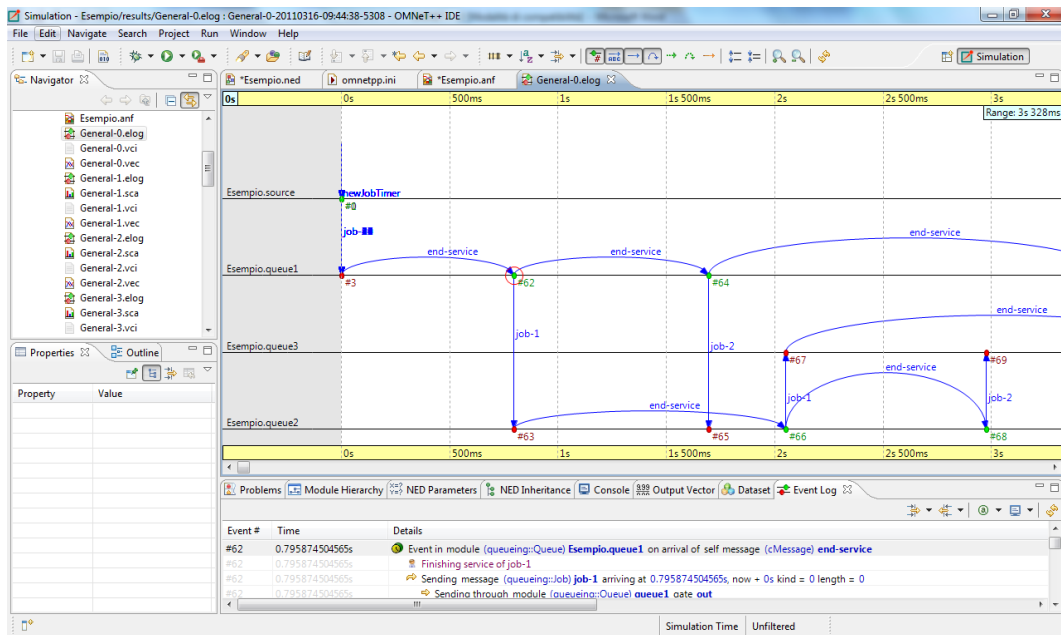 Simulation - Esempio/results/General-0.elog : General-0-20110316-09:44:38-5308 - OMNeT++ IDE
File Edit Navigate Search Project Run Window Help
Simulation
Navigator
Esempio.anf
General-0.elog
General-0.vci
General-0.vec
General-1.elog
General-1.sca
General-1.vci
General-1.vec
General-2.elog
General-2.sca
General-2.vci
General-2.vec
General-3.elog
General-3.sca
General-3.vci
Properties Outline
Property Value
*Esempio.ned omnetpp.ini *Esempio.anf General-0.elog
0s 0s 500ms 1s 1s 500ms 2s 2s 500ms 3s
Range: 3s 328ms
Esempio.source newJobTimer
#0
job-
end-service end-service end-service
Esempio.queue1 #3 #62 #64
end-service
job-1 job-2
Esempio.queue3 #67 #69
end-service
job-1 job-2
end-service
Esempio.queue2 #63 #65 #66 #68
0s 500ms 1s 1s 500ms 2s 2s 500ms 3s
Problems Module Hierarchy NED Parameters NED Inheritance Console Output Vector Dataset Event Log
Event # Time Details
#62 0.795874504565s Event in module (queueing::Queue) Esempio.queue1 on arrival of self message (cMessage) end-service
#62 0.795874504565s Finishing service of job-1
#62 0.795874504565s Sending message (queueing::Job) job-1 arriving at 0.795874504565s, now + 0s kind = 0 length = 0
#62 0.795874504565s Sending through module (queueing::Queue) queue1 gate out
Simulation Time Unfiltered